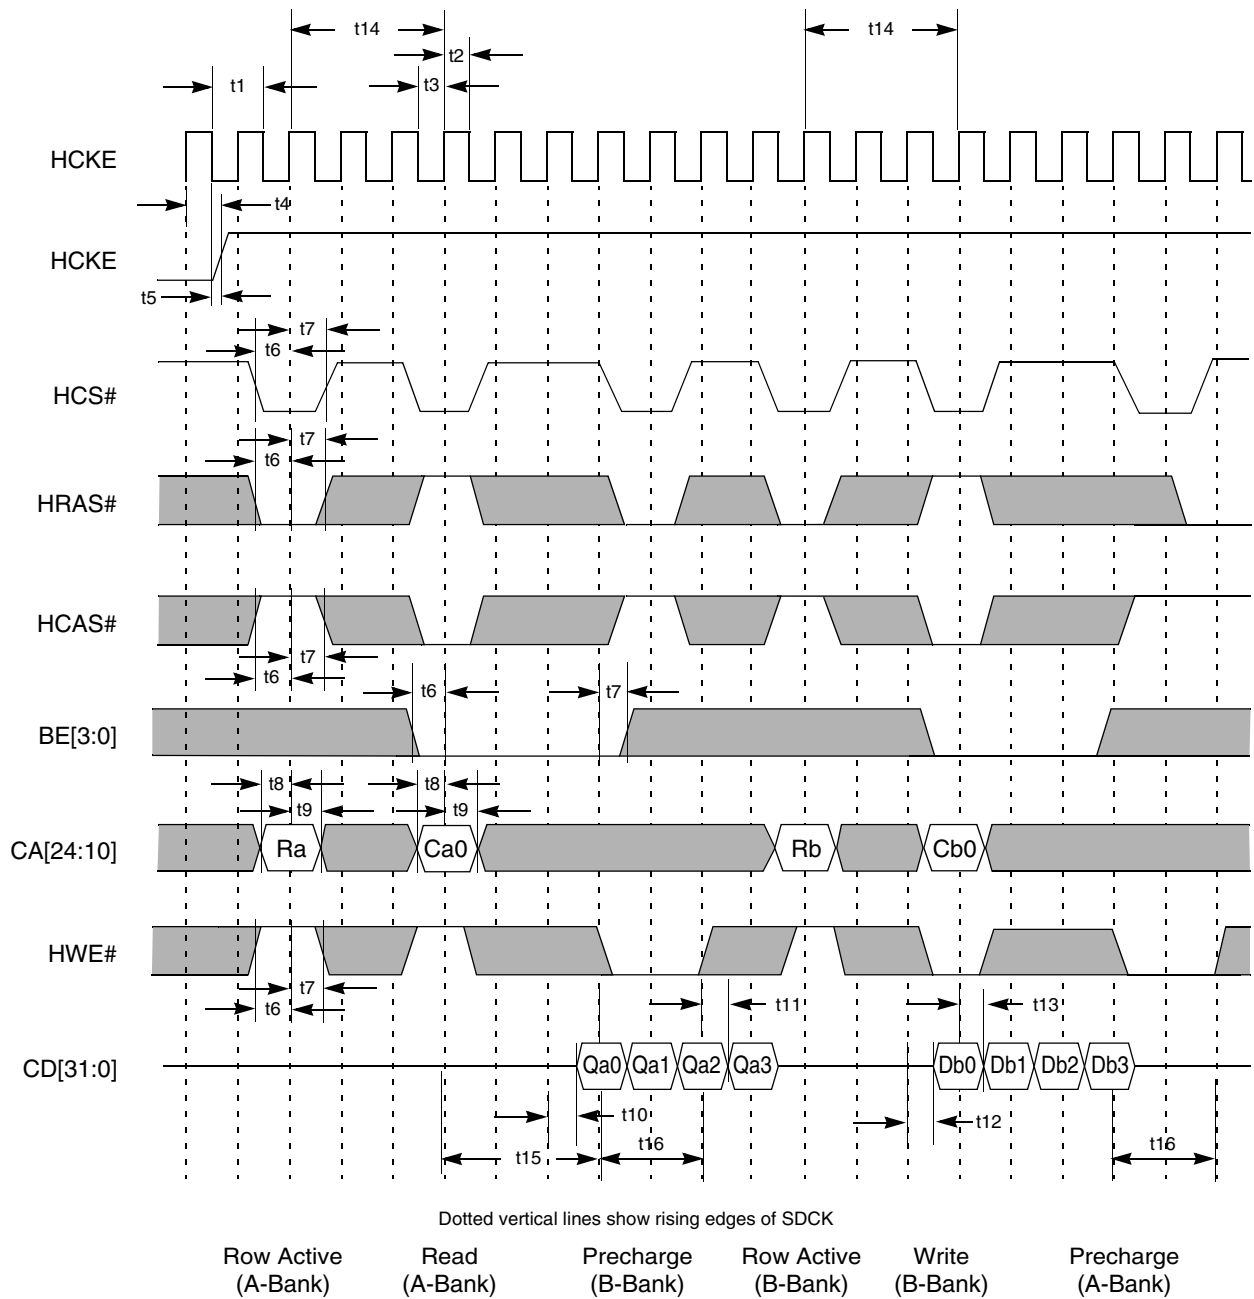 t14
t14
t2
t1
t3
HCKE
t4
HCKE
t5
t7
t6
HCS#
t7
t6
HRAS#
HCAS#
t7
t6
t6
t7
BE[3:0]
t8
t8
t9
t9
CA[24:10]
Ra
Ca0
Rb
Cb0
HWE#
t7
t6
t11
t13
CD[31:0]
Qa0
Qa1
Qa2
Qa3
Db0
Db1
Db2
Db3
t10
t12
t15
t16
t16
Dotted vertical lines show rising edges of SDCK
Row Active
(A-Bank)
Read
(A-Bank)
Precharge
(B-Bank)
Row Active
(B-Bank)
Write
(B-Bank)
Precharge
(A-Bank)